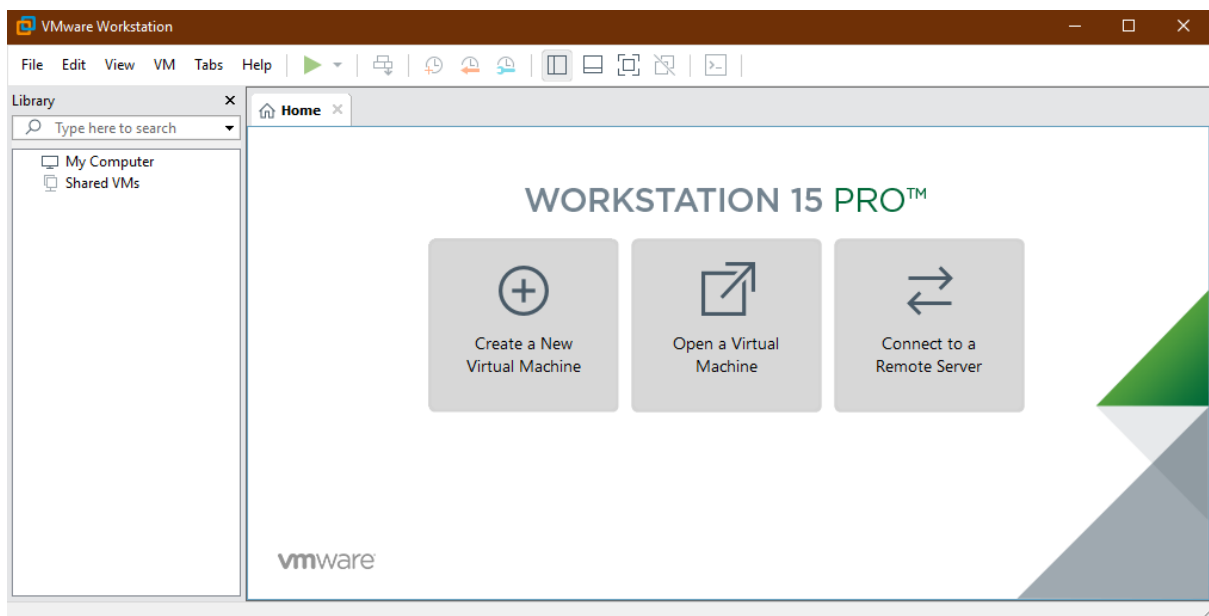 VMware Workstation
File Edit View VM Tabs Help
Library
Home
Type here to search
My Computer
Shared VMs
WORKSTATION 15 PRO™
Create a New
Virtual Machine
Open a Virtual
Machine
Connect to a
Remote Server
vmware